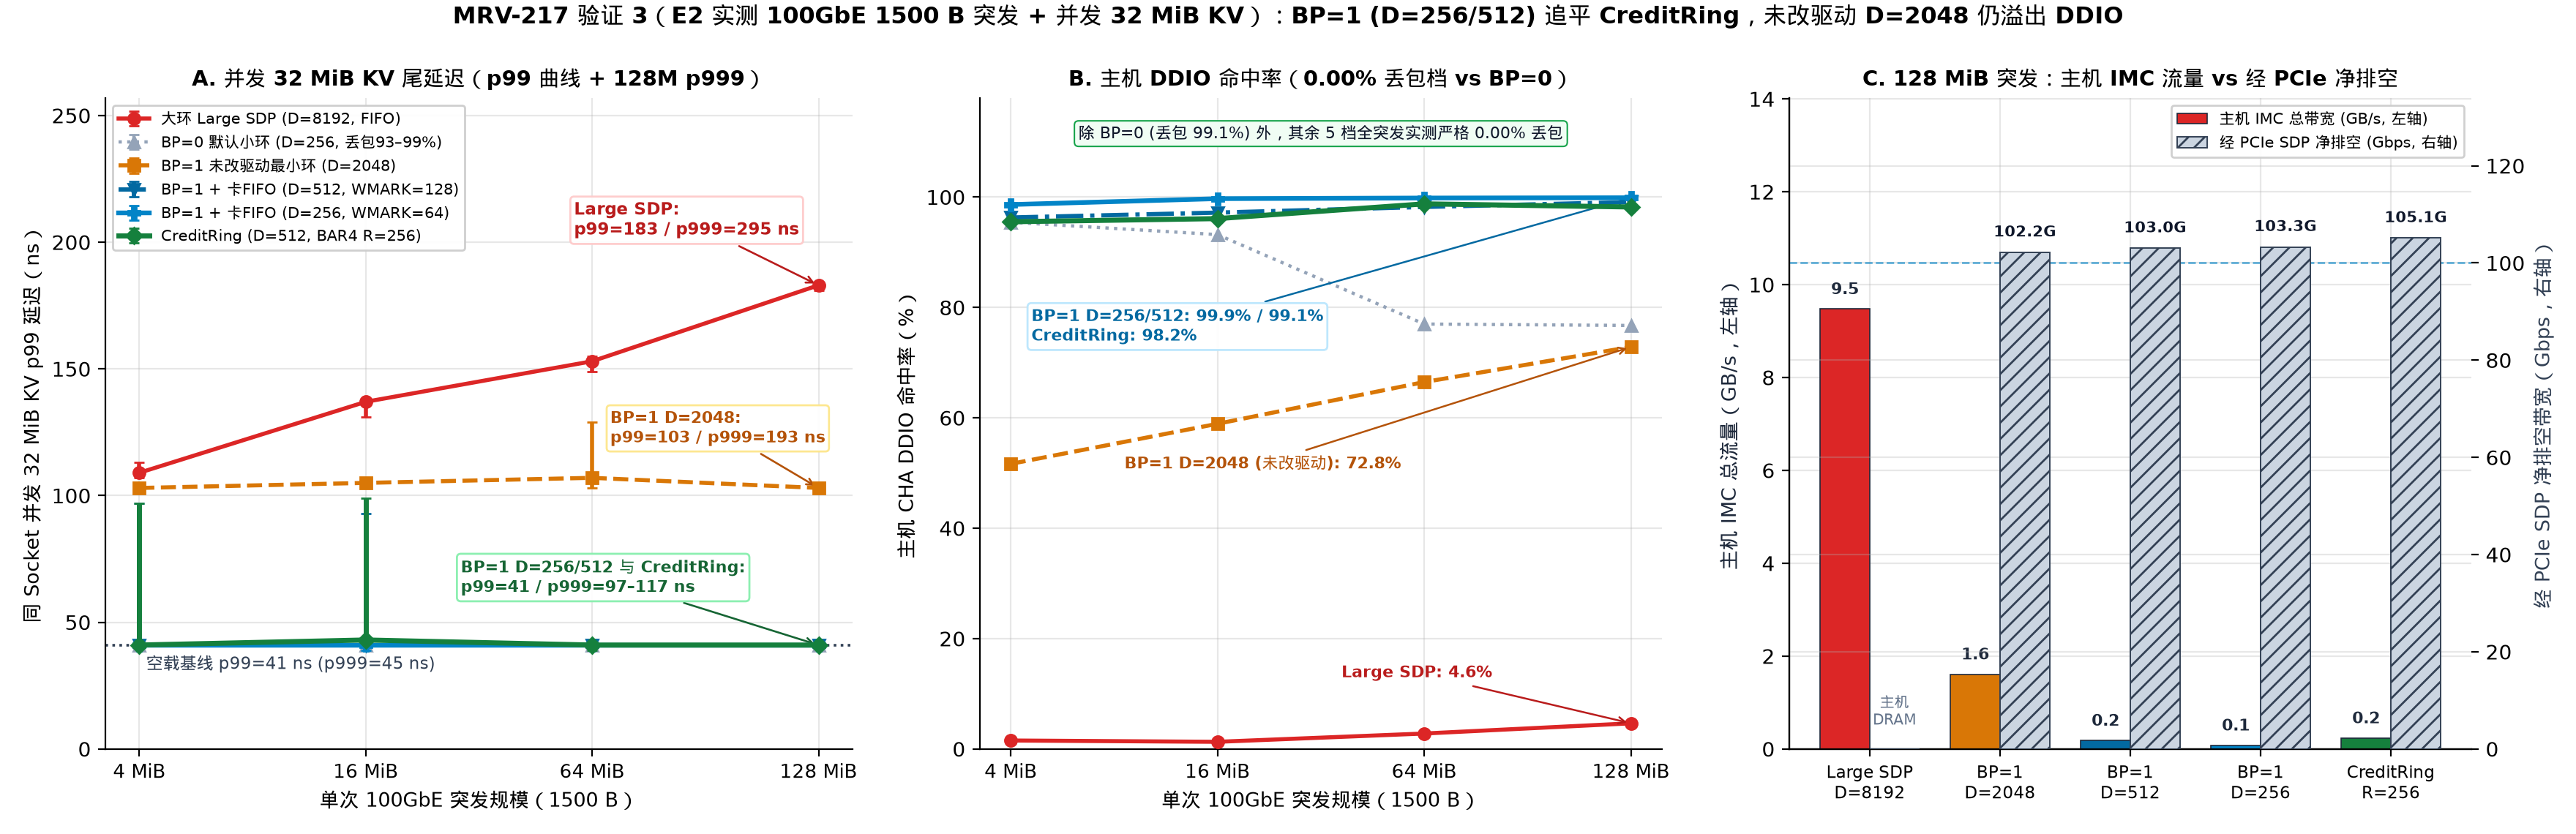 MRV-217 验证 3（E2 实测 100GbE 1500 B 突发 + 并发 32 MiB KV）: BP=1 (D=256/512) 追平 CreditRing，未改驱动 D=2048 仍溢出 DDIO
A. 并发 32 MiB KV 尾延迟（p99 曲线 + 128M p999）
同 Socket 并发 32 MiB KV p99 延迟（ns）
250
200
150
100
50
0
大环 Large SDP (D=8192, FIFO)
BP=0 默认小环 (D=256, 丢包93–99%)
BP=1 未改驱动最小环 (D=2048)
BP=1 + 卡FIFO (D=512, WMARK=128)
BP=1 + 卡FIFO (D=256, WMARK=64)
CreditRing (D=512, BAR4 R=256)
Large SDP:
p99=183 / p999=295 ns
BP=1 D=2048:
p99=103 / p999=193 ns
BP=1 D=256/512 与 CreditRing:
p99=41 / p999=97–117 ns
空载基线 p99=41 ns (p999=45 ns)
4 MiB
16 MiB
64 MiB
128 MiB
单次 100GbE 突发规模（1500 B）
B. 主机 DDIO 命中率（0.00% 丢包档 vs BP=0）
主机 CHA DDIO 命中率（%）
100
80
60
40
20
0
除 BP=0 (丢包 99.1%) 外，其余 5 档全突发实测严格 0.00% 丢包
BP=1 D=256/512: 99.9% / 99.1%
CreditRing: 98.2%
BP=1 D=2048 (未改驱动): 72.8%
Large SDP: 4.6%
4 MiB
16 MiB
64 MiB
128 MiB
单次 100GbE 突发规模（1500 B）
C. 128 MiB 突发：主机 IMC 流量 vs 经 PCIe 净排空
主机 IMC 总流量（GB/s，左轴）
14
12
10
8
6
4
2
0
主机 IMC 总带宽 (GB/s, 左轴)
经 PCIe SDP 净排空 (Gbps, 右轴)
9.5
主机
DRAM
1.6
102.2G
0.2
103.0G
0.1
103.3G
0.2
105.1G
120
100
80
60
40
20
0
经 PCIe SDP 净排空带宽（Gbps，右轴）
Large SDP
D=8192
BP=1
D=2048
BP=1
D=512
BP=1
D=256
CreditRing
R=256